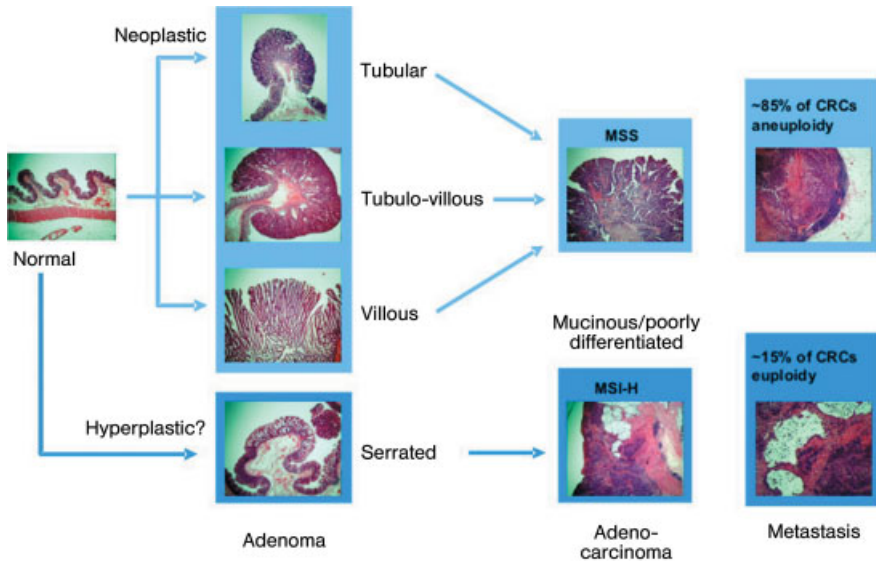 Neoplastic
Tubular
Tubulo-villous
Villous
Normal
Hyperplastic?
Serrated
Adenoma
MSS
~85% of CRCs
aneuploidy
Mucinous/poorly
differentiated
MSI-H
~15% of CRCs
euploidy
Adeno-
carcinoma
Metastasis